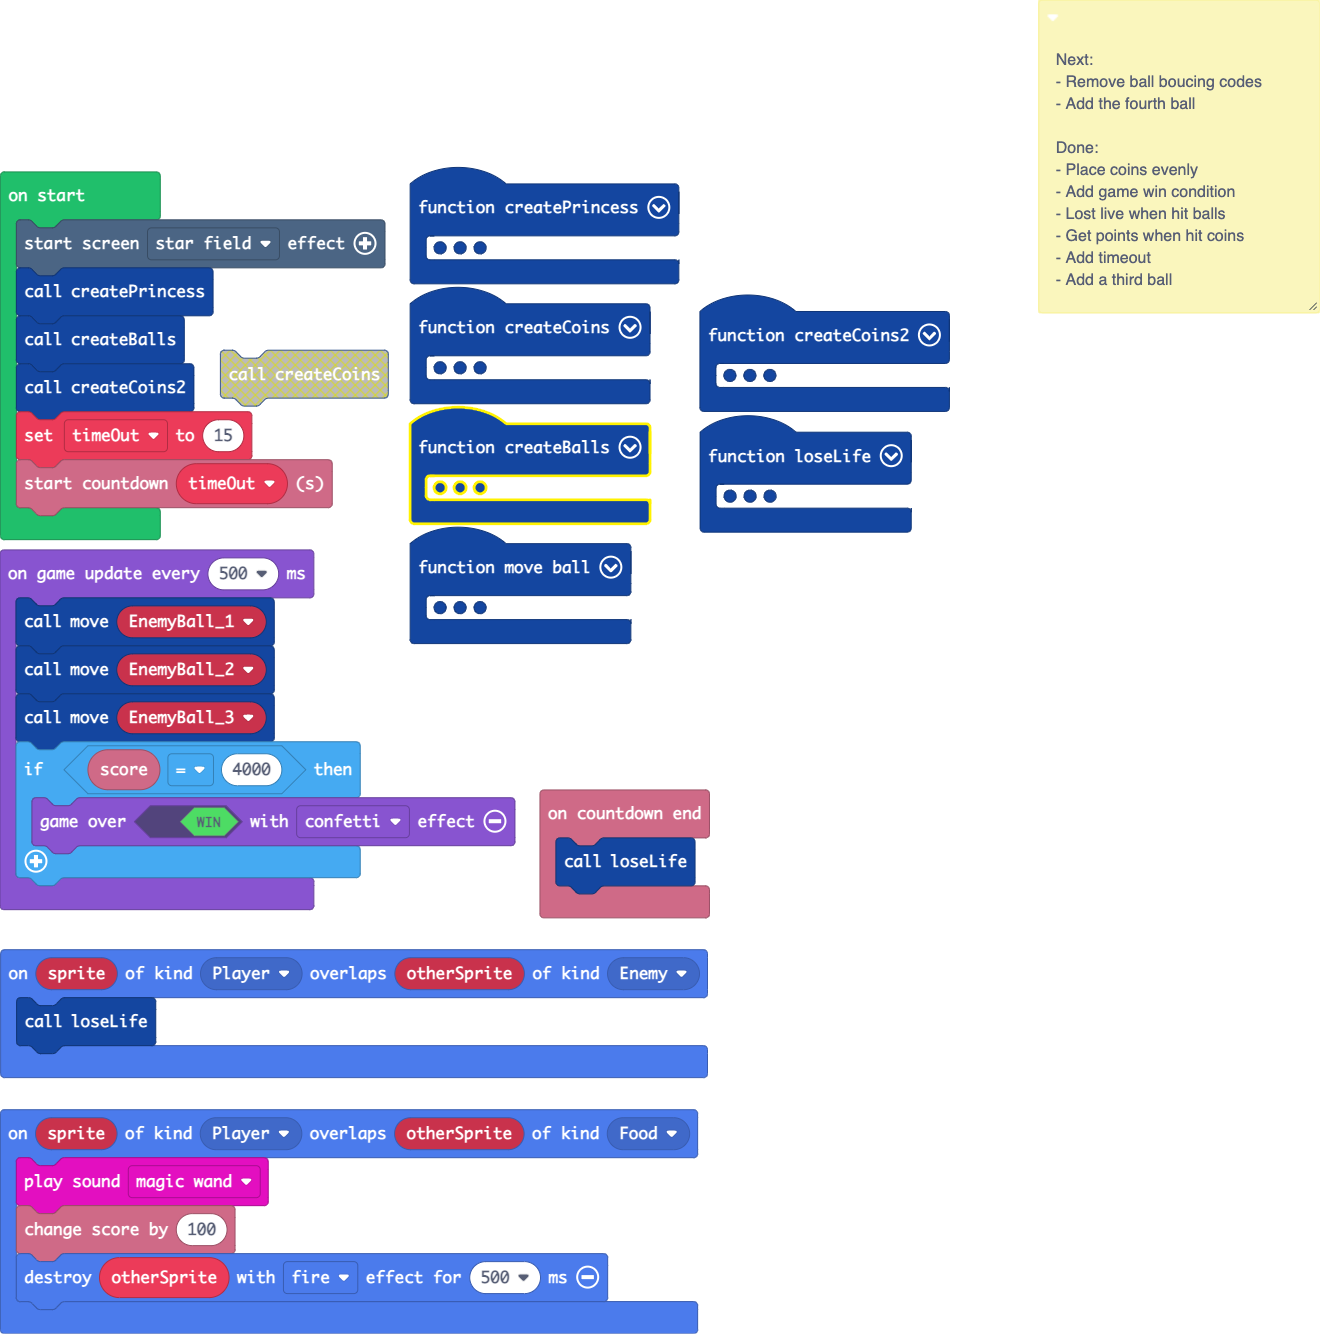 Next:
- Remove ball boucing codes
- Add the fourth ball
Done:
- Place coins evenly
- Add game win condition
- Lost live when hit balls
- Get points when hit coins
- Add timeout
- Add a third ball
on start
start screen star field effect
call createPrincess
call createBalls
call createCoins2
set timeOut to 15
start countdown timeOut (s)
call createCoins
function createPrincess
function createCoins
function createCoins2
function createBalls
function loseLife
function move ball
on game update every 500 ms
call move EnemyBall_1
call move EnemyBall_2
call move EnemyBall_3
if score = 4000 then
game over WIN with confetti effect
on countdown end
call loseLife
on sprite of kind Player overlaps otherSprite of kind Enemy
call loseLife
on sprite of kind Player overlaps otherSprite of kind Food
play sound magic wand
change score by 100
destroy otherSprite with fire effect for 500 ms